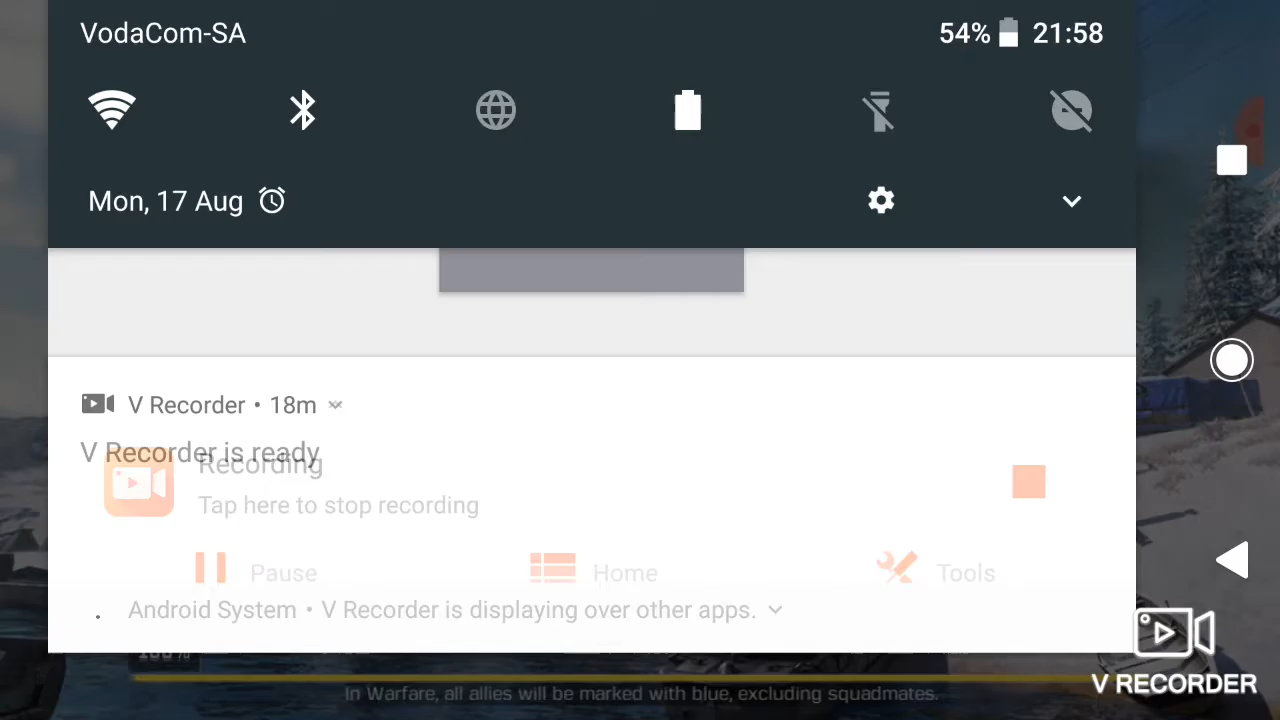 VodaCom-SA
54% 21:58
Mon, 17 Aug
V Recorder • 18m
V Recorder is ready
Recording
Tap here to stop recording
Pause Home Tools
Android System • V Recorder is displaying over other apps.
100%
In Warfare, all allies will be marked with blue, excluding squadmates.
V RECORDER